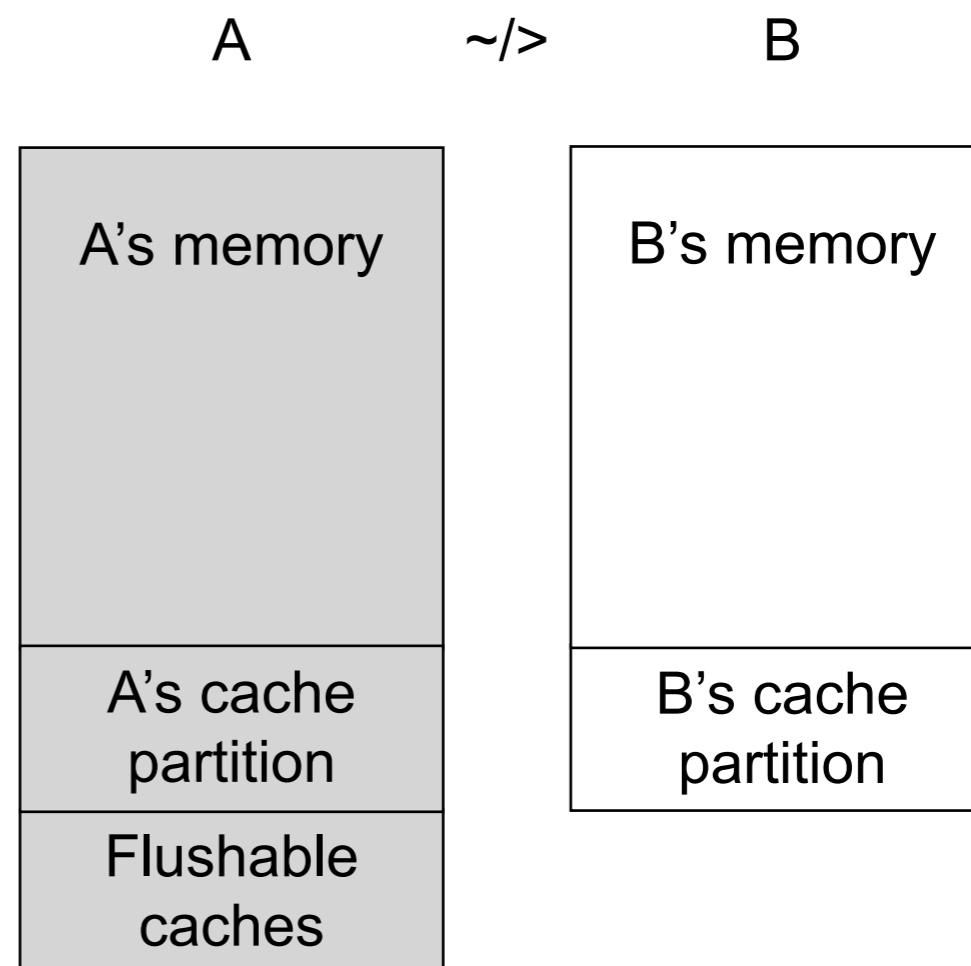 A ~/> B
A’s memory
B’s memory
A’s cache
partition
B’s cache
partition
Flushable
caches